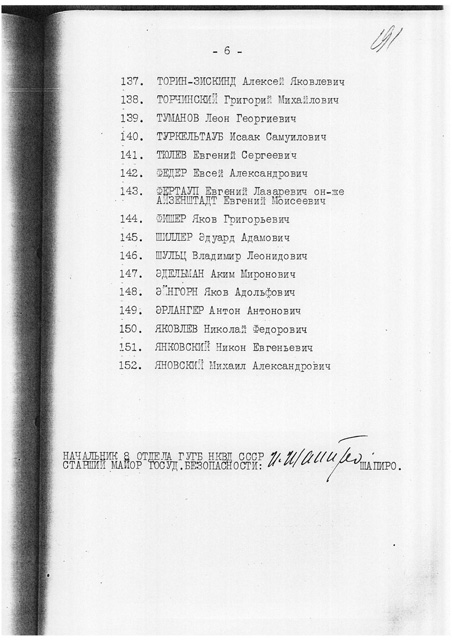 - 6 -
191
137. ТОРИН-ЗИСКИНД Алексей Яковлевич
138. ТОРЧИНСКИЙ Григорий Михайлович
139. ТУМАНОВ Леон Георгиевич
140. ТУРКЕЛЬТАУБ Исаак Самуилович
141. ТЮЛЕВ Евгений Сергеевич
142. ФЕДЕР Евсей Александрович
143. ФЕРТАУП Евгений Лазаревич он-же
АЙЗЕНШТАДТ Евгений Моисеевич
144. ФИШЕР Яков Григорьевич
145. ШИЛЛЕР Эдуард Адамович
146. ШУЛЬЦ Владимир Леонидович
147. ЭДЕЛЬМАН Аким Миронович
148. ЭЙНГОРН Яков Адольфович
149. ЭРЛАНГЕР Антон Антонович
150. ЯКОВЛЕВ Николай Федорович
151. ЯНКОВСКИЙ Никон Евгеньевич
152. ЯНОВСКИЙ Михаил Александрович
НАЧАЛЬНИК 8 ОТДЕЛА ГУГБ НКВД СССР
СТАРШИЙ МАЙОР ГОСУД.БЕЗОПАСНОСТИ: И.Шапиро ШАПИРО.